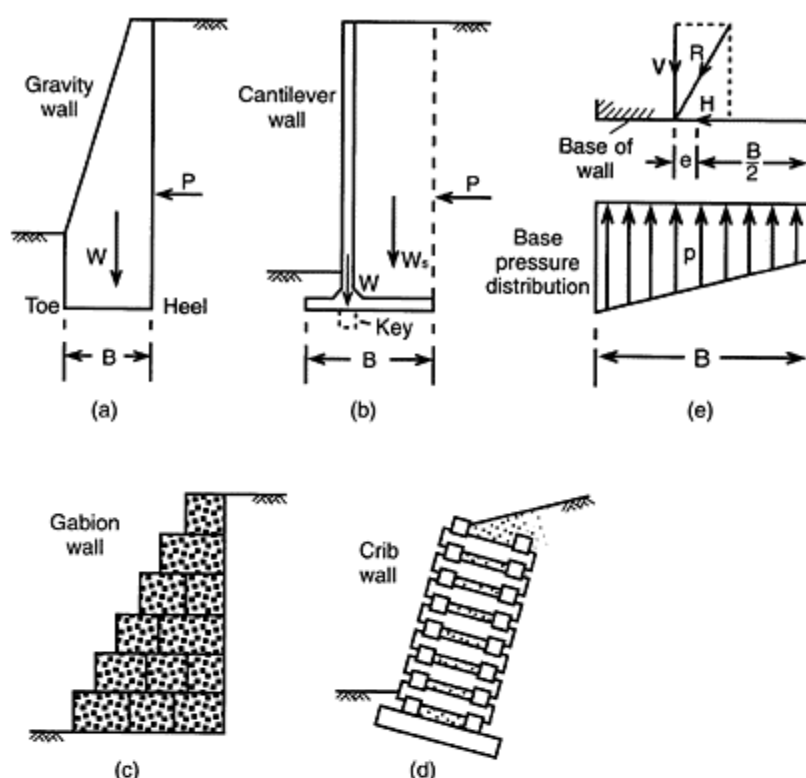 Gravity
wall
P
W
Toe
Heel
B
(a)
Cantilever
wall
P
Ws
W
Key
B
(b)
V
R
H
Base of
wall
e
B
2
Base
pressure
distribution
p
B
(e)
Gabion
wall
(c)
Crib
wall
(d)